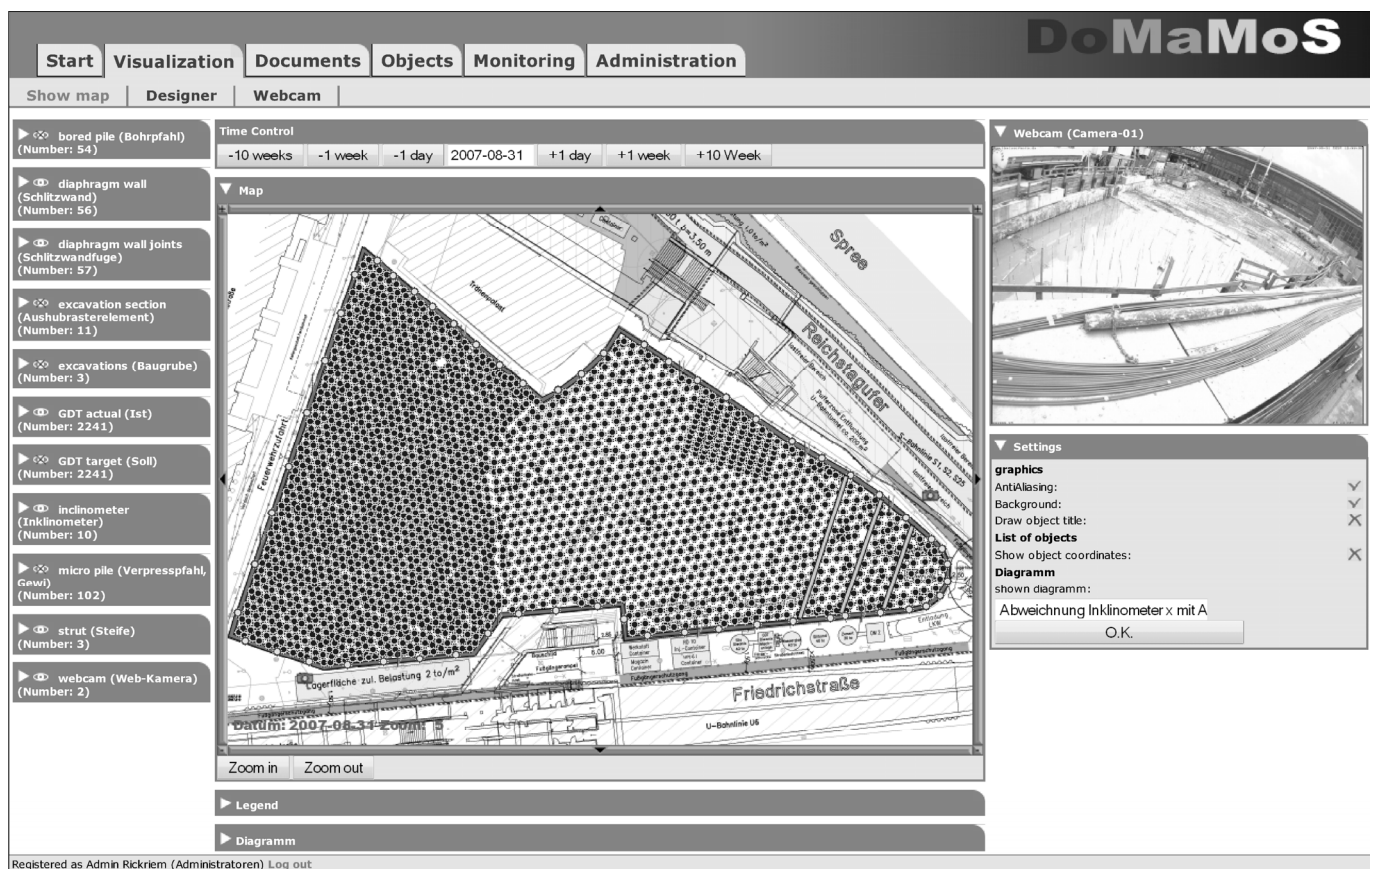 DoMaMoS
Start
Visualization
Documents
Objects
Monitoring
Administration
Show map
Designer
Webcam
bored pile (Bohrpfahl)
(Number: 54)
diaphragm wall
(Schlitzwand)
(Number: 56)
diaphragm wall joints
(Schlitzwandfuge)
(Number: 57)
excavation section
(Aushubrasterelement)
(Number: 11)
excavations (Baugrube)
(Number: 3)
GDT actual (Ist)
(Number: 2241)
GDT target (Soll)
(Number: 2241)
inclinometer
(Inklinometer)
(Number: 10)
micro pile (Verpresspfahl,
Gewi)
(Number: 102)
strut (Steife)
(Number: 3)
webcam (Web-Kamera)
(Number: 2)
Time Control
-10 weeks
-1 week
-1 day
2007-08-31
+1 day
+1 week
+10 Week
Map
Spree
Tränenpalast
Reichstagufer
Feuerwehrzufahrt
S-Bahnlinie S1, S2, S25
Lagerfläche zul. Belastung 2 to/m²
Friedrichstraße
U-Bahnlinie U6
Datum: 2007-08-31 Zoom: 5
Zoom in
Zoom out
Legend
Diagramm
Webcam (Camera-01)
Settings
graphics
AntiAliasing:
Background:
Draw object title:
List of objects
Show object coordinates:
Diagramm
shown diagramm:
Abweichnung Inklinometer x mit A
O.K.
Registered as Admin Rickriem (Administratoren) Log out